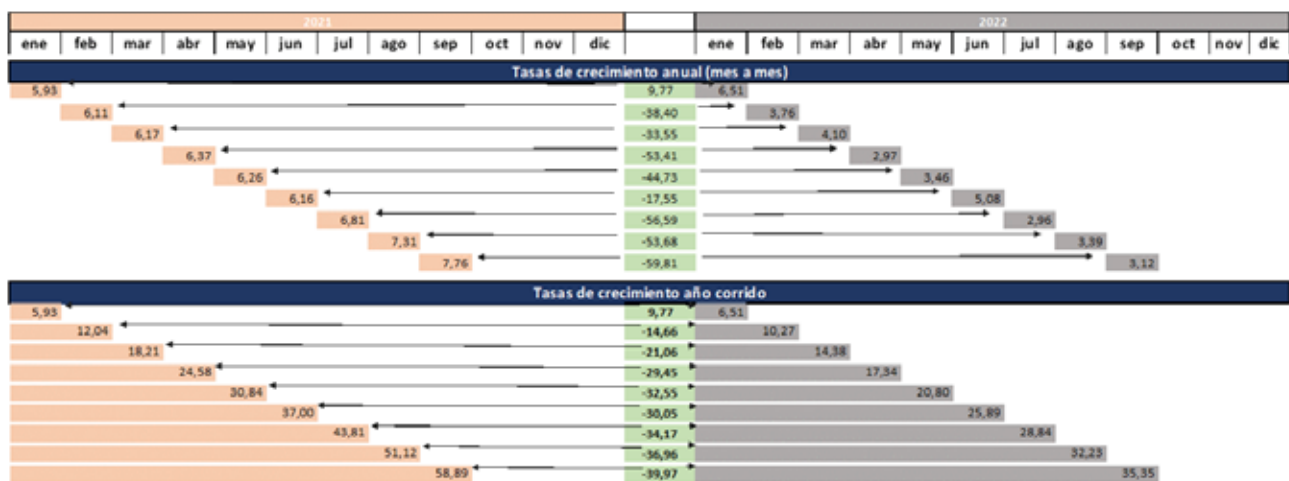 2021 2022
ene feb mar abr may jun jul ago sep oct nov dic ene feb mar abr may jun jul ago sep oct nov dic
Tasas de crecimiento anual (mes a mes)
5,93 9,77 6,51
6,11 -38,40 3,76
6,17 -33,55 4,10
6,37 -53,41 2,97
6,26 -44,73 3,46
6,16 -17,55 5,08
6,81 -56,59 2,96
7,31 -53,68 3,39
7,76 -59,81 3,12
Tasas de crecimiento año corrido
5,93 9,77 6,51
12,04 -14,66 10,27
18,21 -21,06 14,38
24,58 -29,45 17,34
30,84 -32,55 20,80
37,00 -30,05 25,89
43,81 -34,17 28,84
51,12 -36,96 32,23
58,89 -39,97 35,35